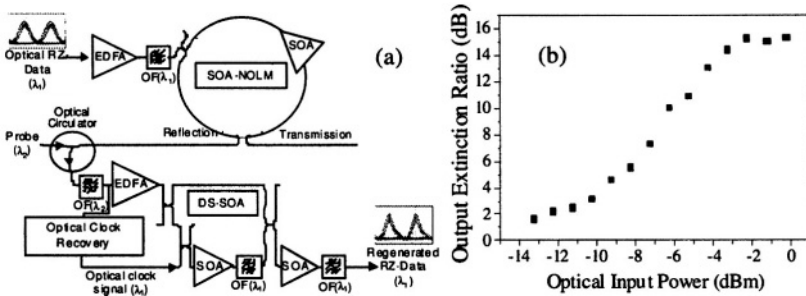 (a)
Optical RZ
Data
(λ₁)
EDFA
OF(λ₁)
SOA
SOA-NOLM
Optical
Circulator
Probe
(λ₂)
Reflection
Transmission
OF(λ₂)
EDFA
DS-SOA
Optical Clock
Recovery
Optical clock
signal (λ₁)
SOA
OF(λ₁)
SOA
OF(λ₁)
Regenerated
RZ-Data
(λ₁)
(b)
Output Extinction Ratio (dB)
16
14
12
10
8
6
4
2
0
-14 -12 -10 -8 -6 -4 -2 0
Optical Input Power (dBm)